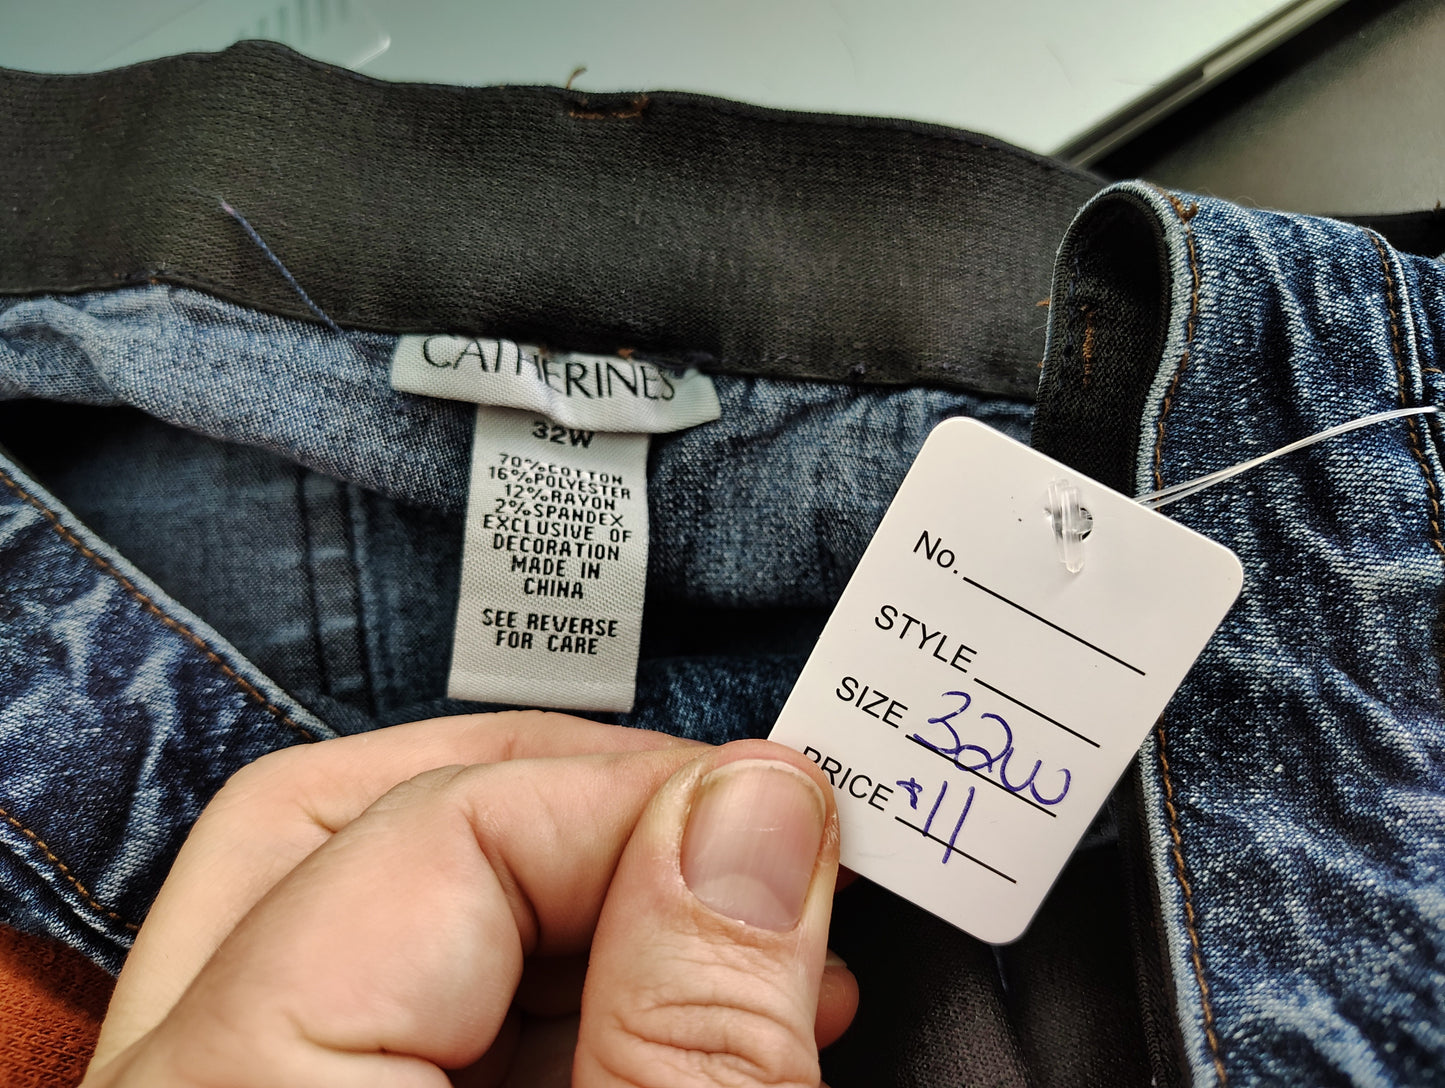 CATHERINES
32W
70%COTTON
16%POLYESTER
12%RAYON
2%SPANDEX
EXCLUSIVE OF
DECORATION
MADE IN
CHINA
SEE REVERSE
FOR CARE
No.
STYLE
SIZE 32W
PRICE $11